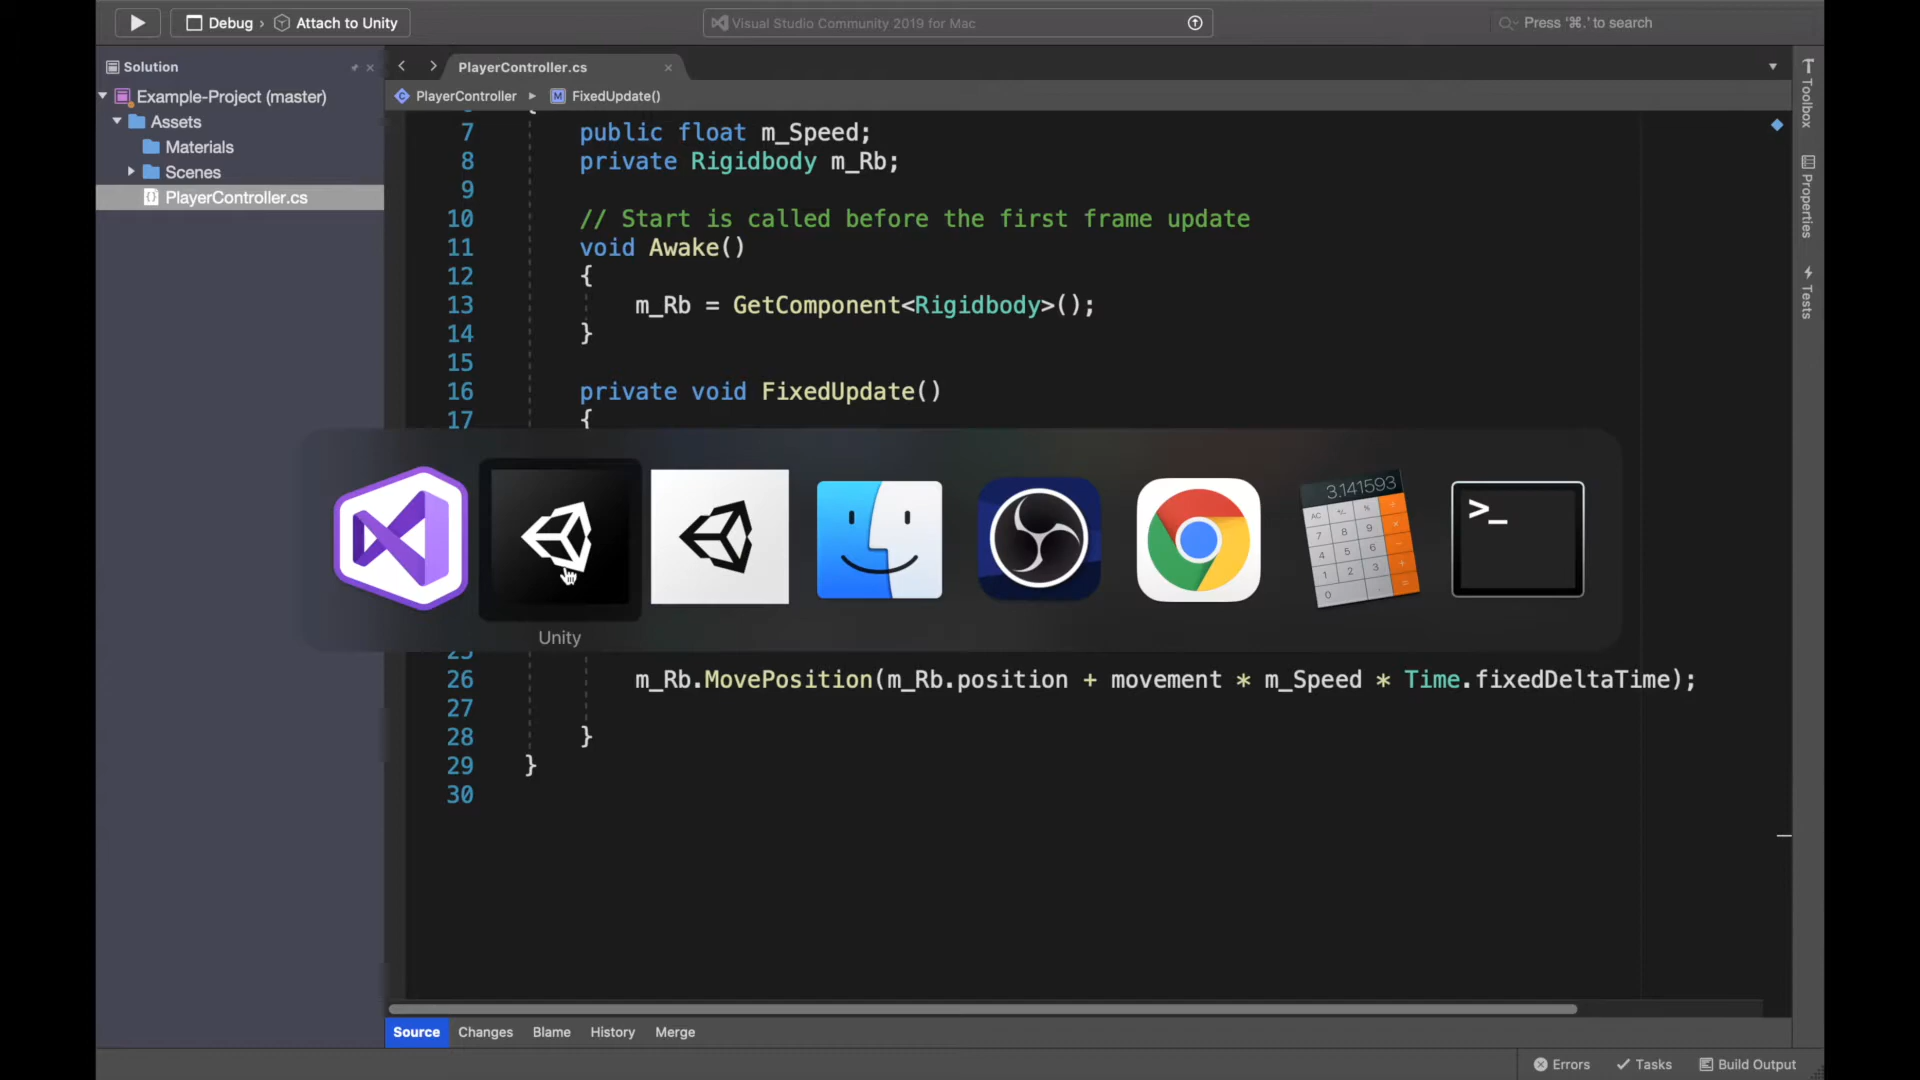 Debug › Attach to Unity
Visual Studio Community 2019 for Mac
Press '⌘.' to search
Solution
PlayerController.cs
Example-Project (master)
Assets
Materials
Scenes
PlayerController.cs
PlayerController ▸ FixedUpdate()
7 public float m_Speed;
8 private Rigidbody m_Rb;
9
10 // Start is called before the first frame update
11 void Awake()
12 {
13 m_Rb = GetComponent<Rigidbody>();
14 }
15
16 private void FixedUpdate()
17 {
3.141593
>_
Unity
25
26 m_Rb.MovePosition(m_Rb.position + movement * m_Speed * Time.fixedDeltaTime);
27
28 }
29 }
30
Toolbox
Properties
Tests
Source Changes Blame History Merge
Errors Tasks Build Output